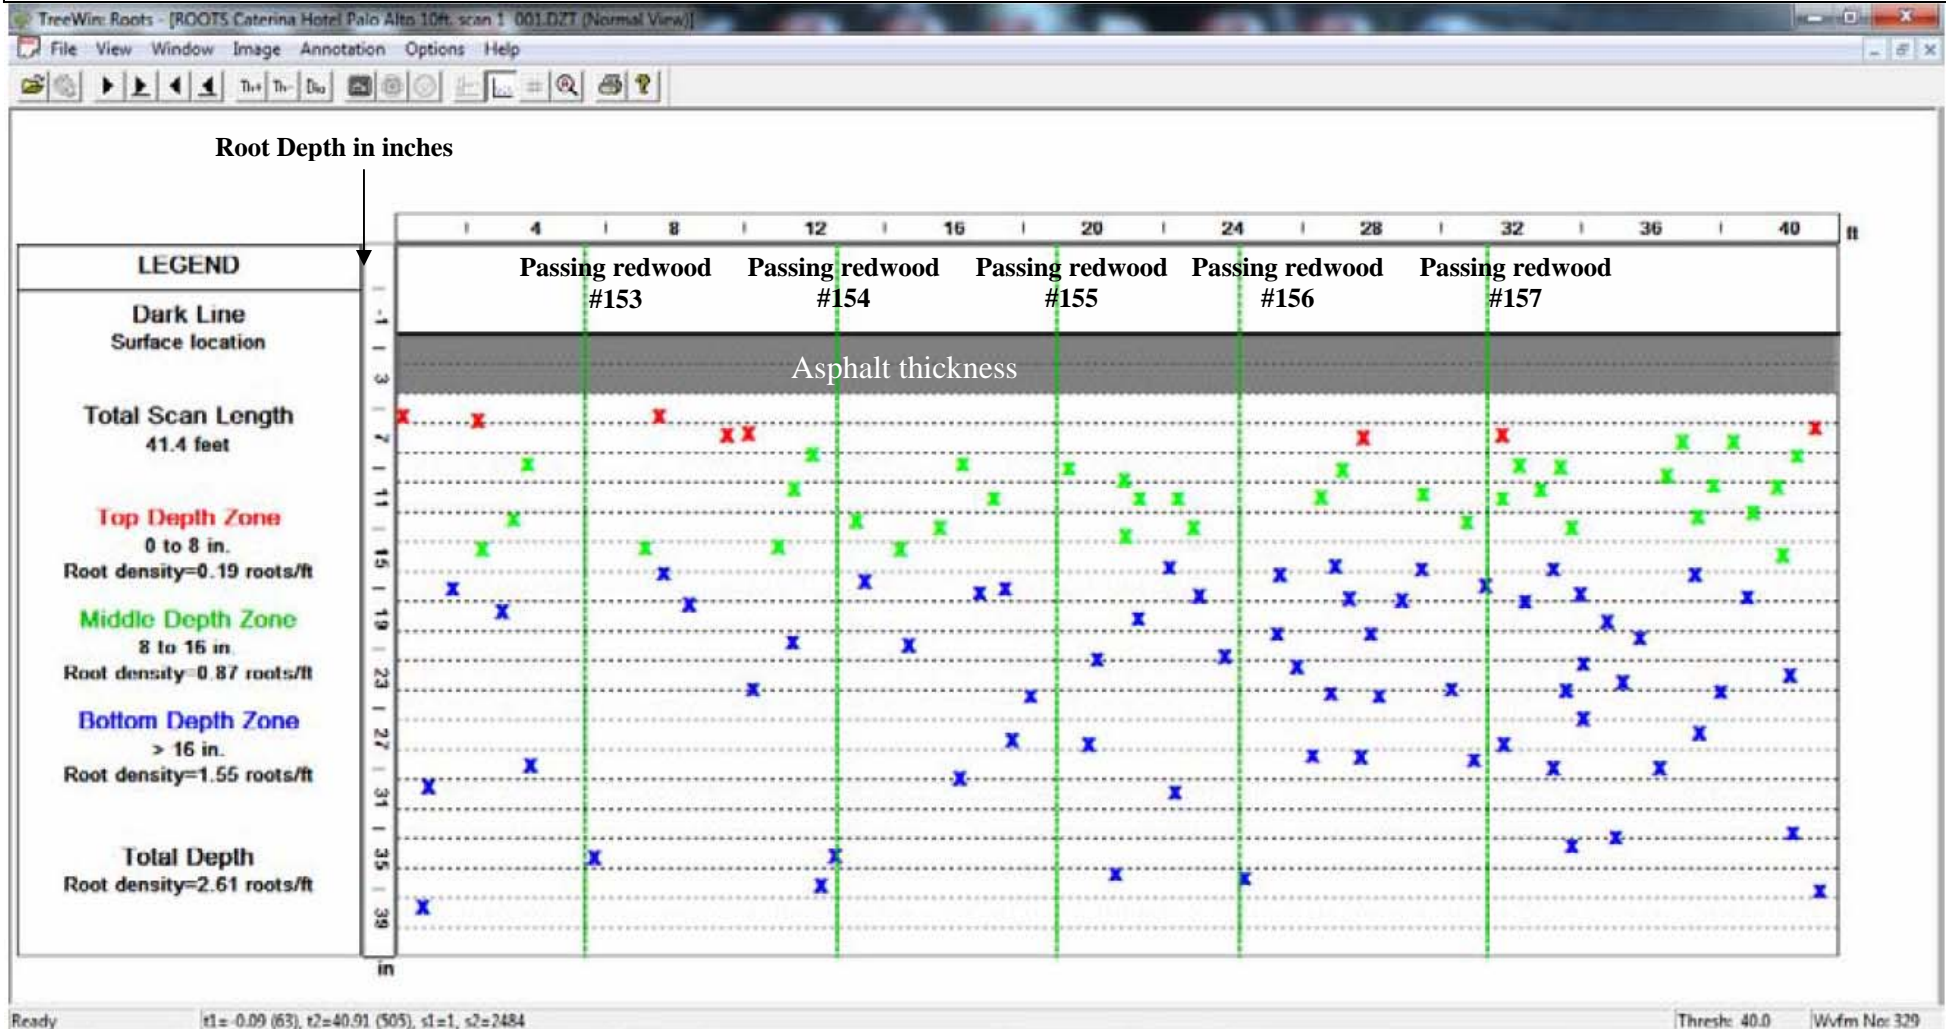 TreeWin: Roots - [ROOTS Caterina Hotel Palo Alto 10ft. scan 1 001.DZT (Normal View)]
File View Window Image Annotation Options Help
Th+ Th- Dia
Root Depth in inches
4 8 12 16 20 24 28 32 36 40 ft
LEGEND
Passing redwood #153
Passing redwood #154
Passing redwood #155
Passing redwood #156
Passing redwood #157
Dark Line
Surface location
Asphalt thickness
Total Scan Length
41.4 feet
Top Depth Zone
0 to 8 in.
Root density=0.19 roots/ft
Middle Depth Zone
8 to 16 in.
Root density=0.87 roots/ft
Bottom Depth Zone
> 16 in.
Root density=1.55 roots/ft
Total Depth
Root density=2.61 roots/ft
-1
3
7
11
15
19
23
27
31
35
39
in
Ready t1=-0.09 (63), t2=40.91 (505), s1=1, s2=2484 Thresh: 40.0 Wvfm No: 329